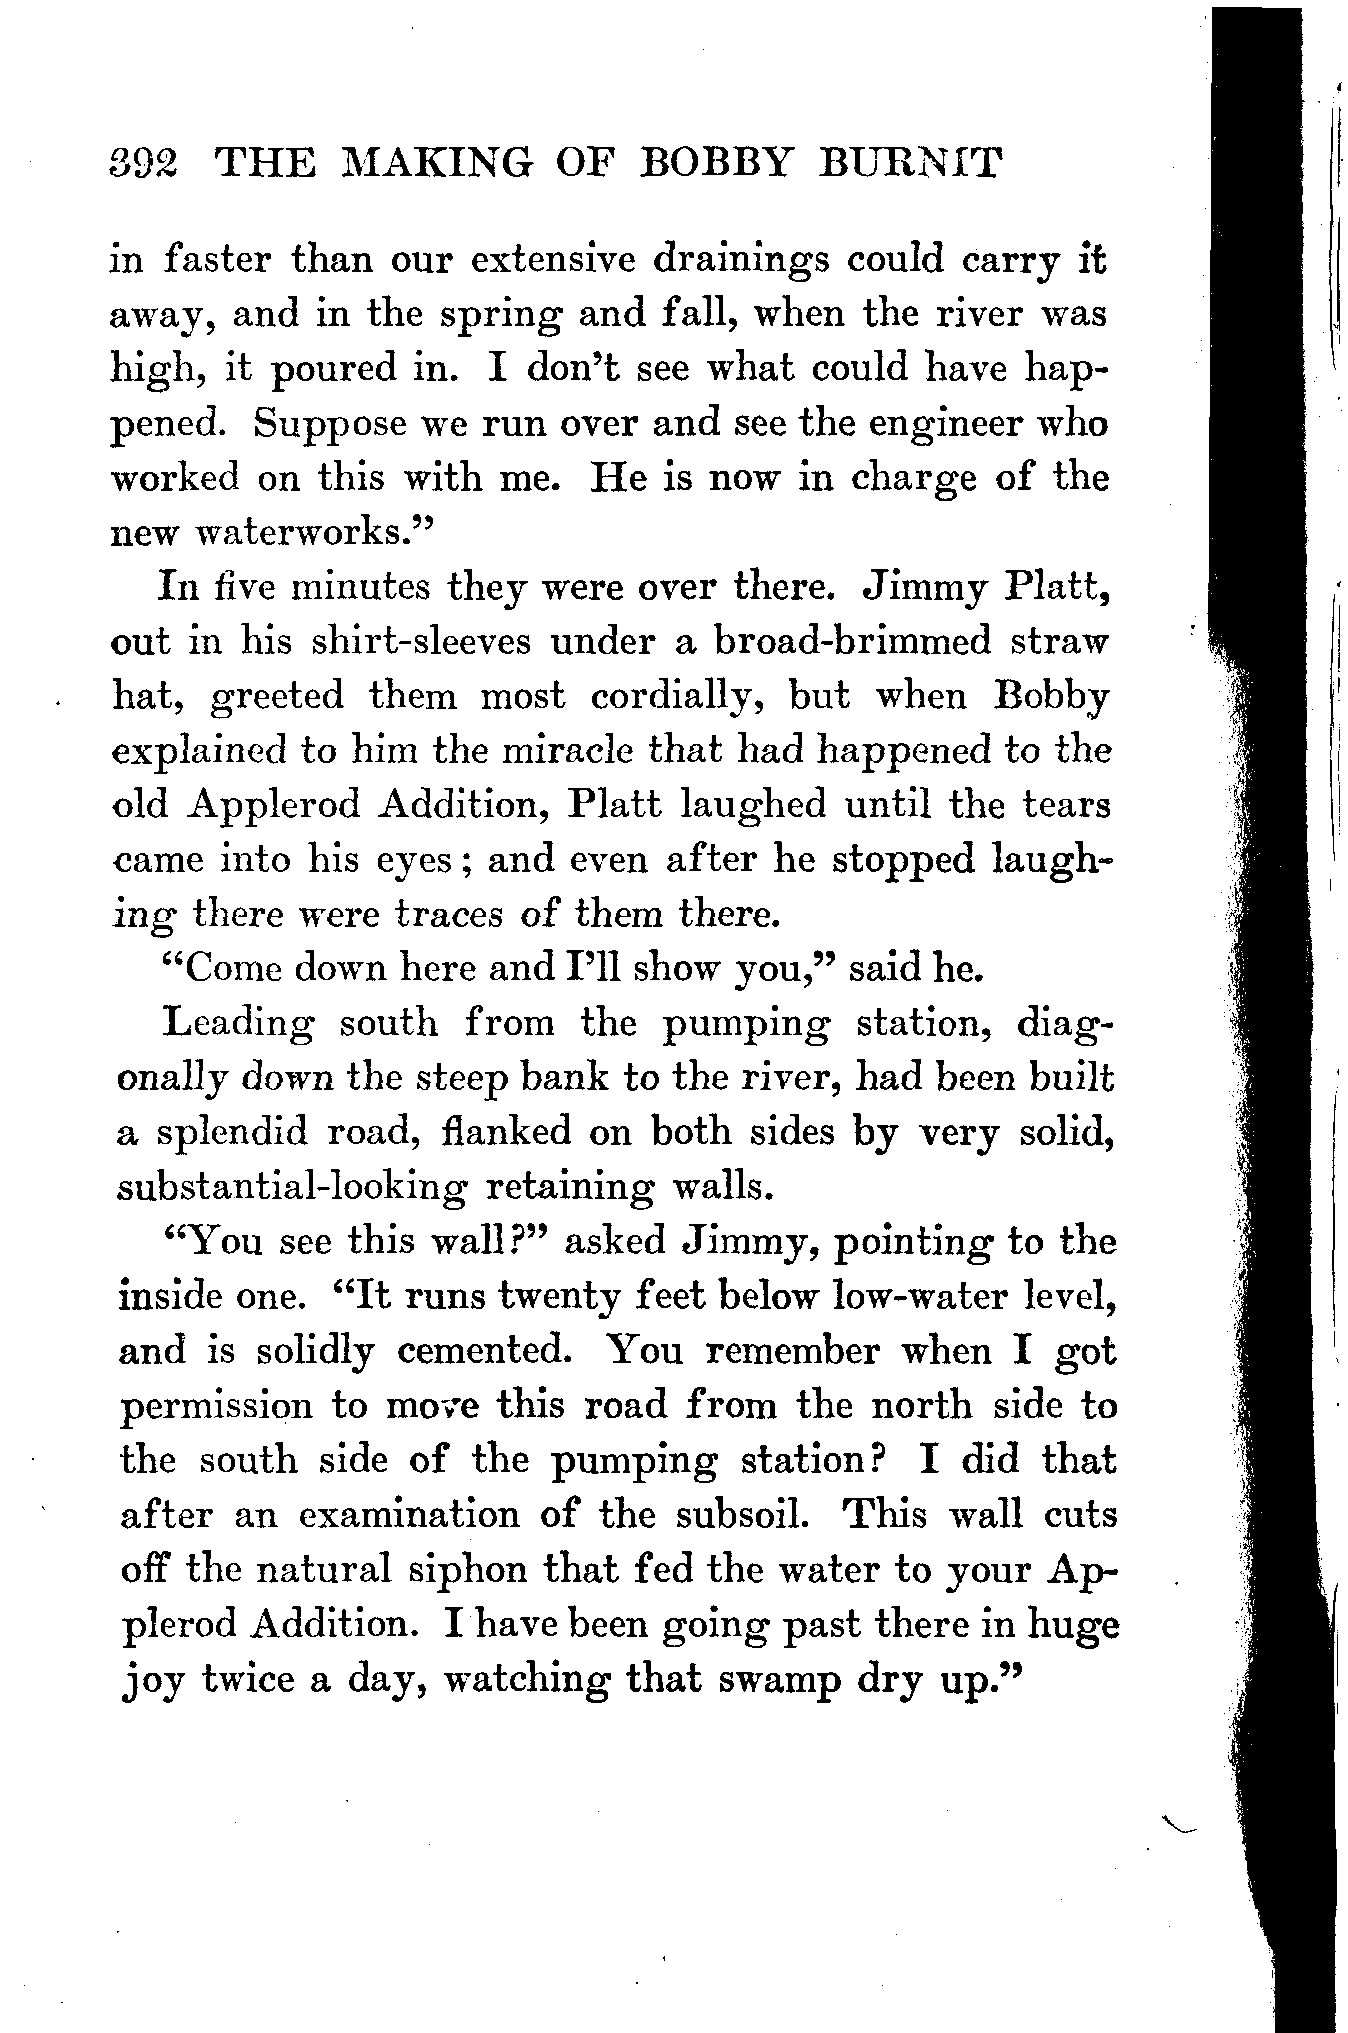 392 THE MAKING OF BOBBY BURNIT
in faster than our extensive drainings could carry it
away, and in the spring and fall, when the river was
high, it poured in. I don't see what could have hap-
pened. Suppose we run over and see the engineer who
worked on this with me. He is now in charge of the
new waterworks."
In five minutes they were over there. Jimmy Platt,
out in his shirt-sleeves under a broad-brimmed straw
hat, greeted them most cordially, but when Bobby
explained to him the miracle that had happened to the
old Applerod Addition, Platt laughed until the tears
came into his eyes; and even after he stopped laugh-
ing there were traces of them there.
"Come down here and I'll show you," said he.
Leading south from the pumping station, diag-
onally down the steep bank to the river, had been built
a splendid road, flanked on both sides by very solid,
substantial-looking retaining walls.
"You see this wall?" asked Jimmy, pointing to the
inside one. "It runs twenty feet below low-water level,
and is solidly cemented. You remember when I got
permission to move this road from the north side to
the south side of the pumping station? I did that
after an examination of the subsoil. This wall cuts
off the natural siphon that fed the water to your Ap-
plerod Addition. I have been going past there in huge
joy twice a day, watching that swamp dry up."